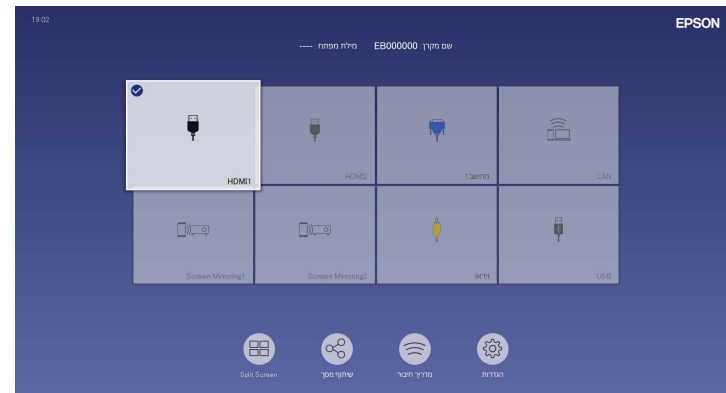 19:02
EPSON
שם מקרן EB000000 מילת מפתח ----
HDMI1
HDMI2
מחשב1
LAN
Screen Mirroring1
Screen Mirroring2
וידאו
USB
Split Screen
שיתוף מסך
מדריך חיבור
הגדרות